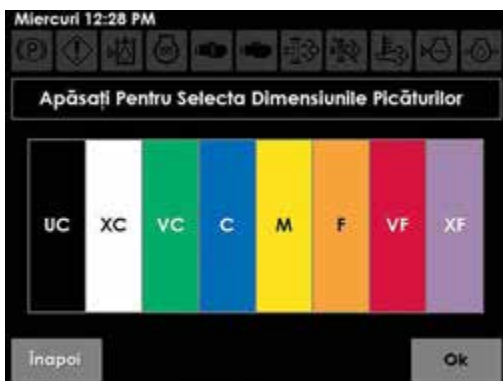 Miercuri 12:28 PM
Apăsați Pentru Selecta Dimensiunile Picăturilor
UC XC VC C M F VF XF
Înapoi Ok